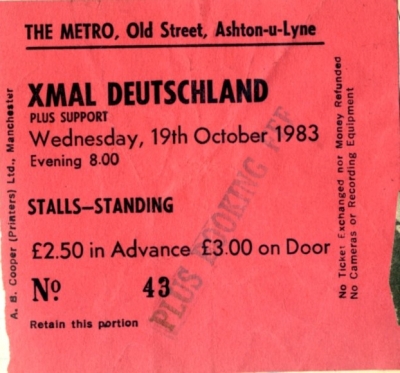 THE METRO, Old Street, Ashton-u-Lyne
XMAL DEUTSCHLAND
PLUS SUPPORT
Wednesday, 19th October 1983
Evening 8.00
STALLS—STANDING
£2.50 in Advance £3.00 on Door
No 43
Retain this portion
PLUS BOOKING FEE
A. B. Cooper (Printers) Ltd., Manchester
No Ticket Exchanged nor Money Refunded
No Cameras or Recording Equipment